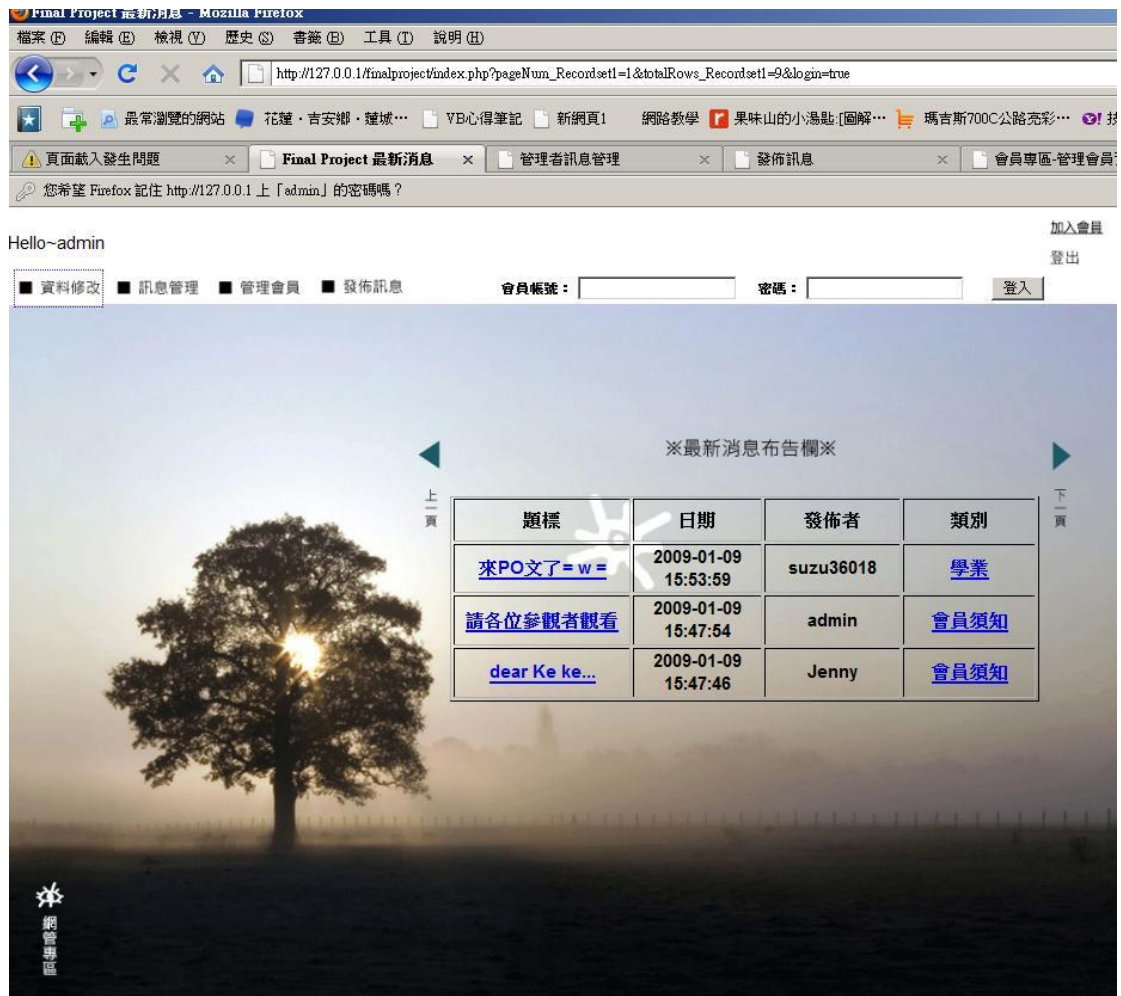 Final Project 最新消息 - Mozilla Firefox
檔案(F) 編輯(E) 檢視(V) 歷史(S) 書籤(B) 工具(T) 說明(H)
http://127.0.0.1/finalproject/index.php?pageNum_Recordset1=1&totalRows_Recordset1=9&login=true
最常瀏覽的網站 花蓮・吉安鄉・蓮城… VB心得筆記 新網頁1 網路教學 果味山的小湯匙:[圖解… 瑪吉斯700C公路亮彩…
頁面載入發生問題 Final Project 最新消息 管理者訊息管理 發佈訊息 會員專區-管理會員
您希望 Firefox 記住 http://127.0.0.1 上「admin」的密碼嗎？
加入會員
Hello~admin
登出
■ 資料修改 ■ 訊息管理 ■ 管理會員 ■ 發佈訊息 會員帳號： 密碼： 登入
※最新消息布告欄※
上一頁
下一頁
題標 日期 發佈者 類別
來PO文了= w = 2009-01-09 15:53:59 suzu36018 學業
請各位參觀者觀看 2009-01-09 15:47:54 admin 會員須知
dear Ke ke... 2009-01-09 15:47:46 Jenny 會員須知
網管專區